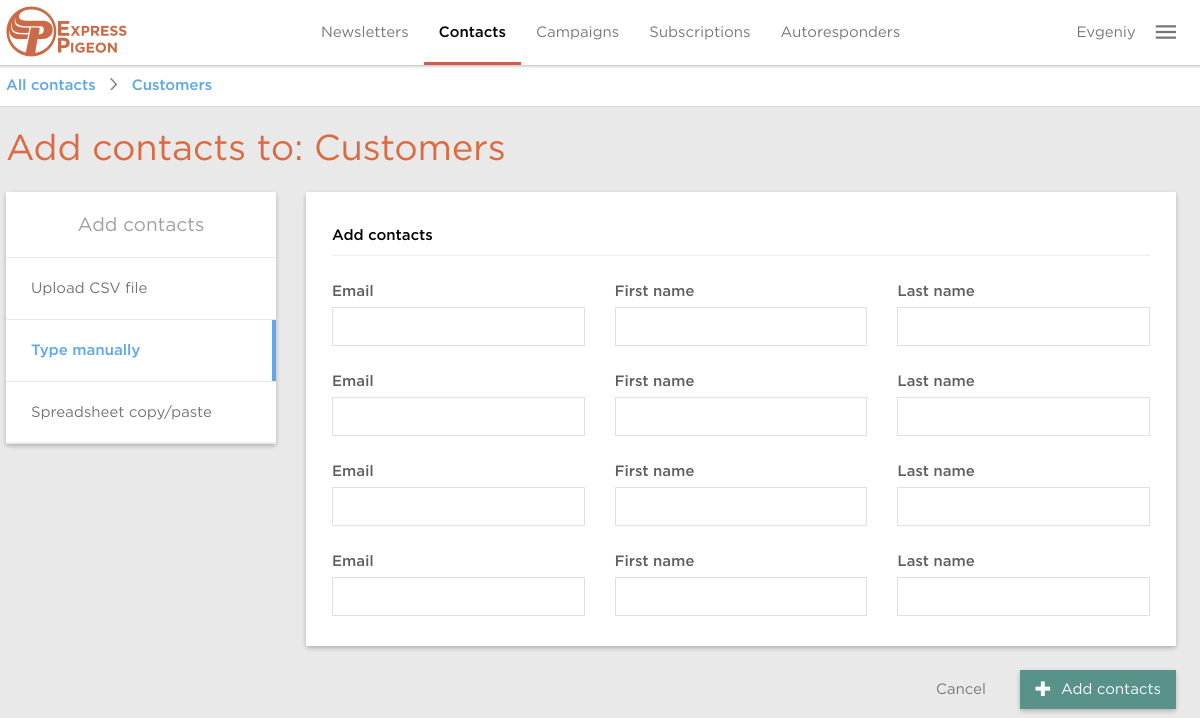 EXPRESS
PIGEON
Newsletters Contacts Campaigns Subscriptions Autoresponders Evgeniy
All contacts Customers
Add contacts to: Customers
Add contacts
Upload CSV file
Type manually
Spreadsheet copy/paste
Add contacts
Email First name Last name
Email First name Last name
Email First name Last name
Email First name Last name
Cancel Add contacts